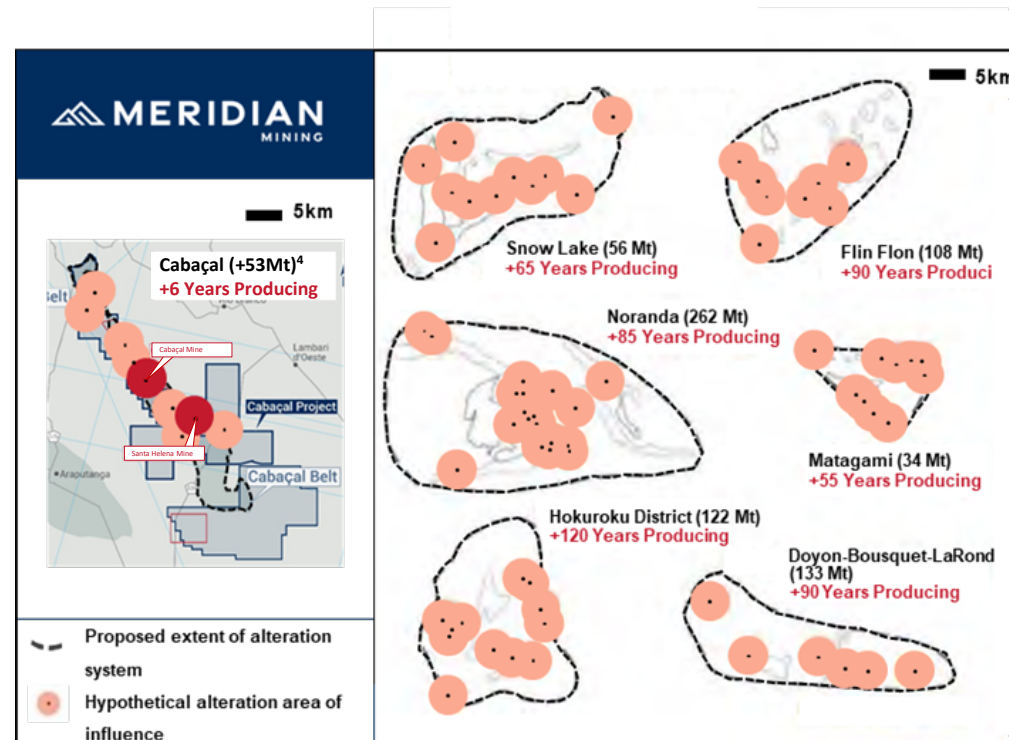 MERIDIAN
MINING
5km
Cabaçal (+53Mt)4
+6 Years Producing
Belt
Lambari
d'Oeste
Cabaçal Mine
Cabaçal Project
Santa Helena Mine
Araputanga
Cabaçal Belt
Proposed extent of alteration
system
Hypothetical alteration area of
influence
5km
Snow Lake (56 Mt)
+65 Years Producing
Flin Flon (108 Mt)
+90 Years Produci
Noranda (262 Mt)
+85 Years Producing
Matagami (34 Mt)
+55 Years Producing
Hokuroku District (122 Mt)
+120 Years Producing
Doyon-Bousquet-LaRond
(133 Mt)
+90 Years Producing